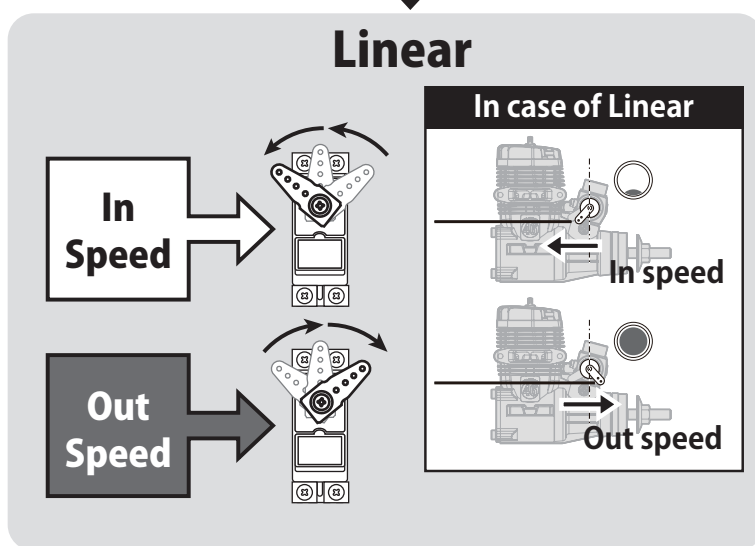 Linear
In case of Linear
In
Speed
In speed
Out
Speed
Out speed